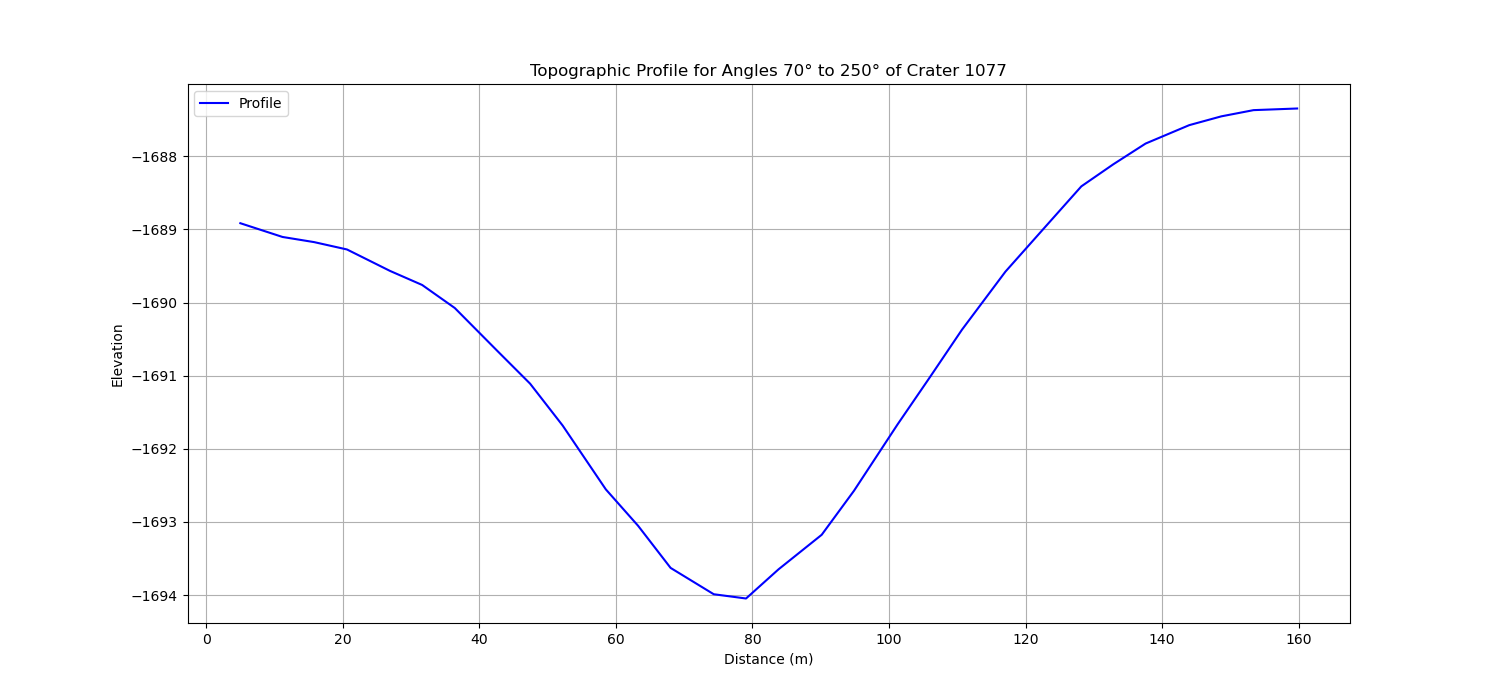 Topographic Profile for Angles 70° to 250° of Crater 1077
Profile
−1688
−1689
−1690
−1691
−1692
−1693
−1694
Elevation
0 20 40 60 80 100 120 140 160
Distance (m)